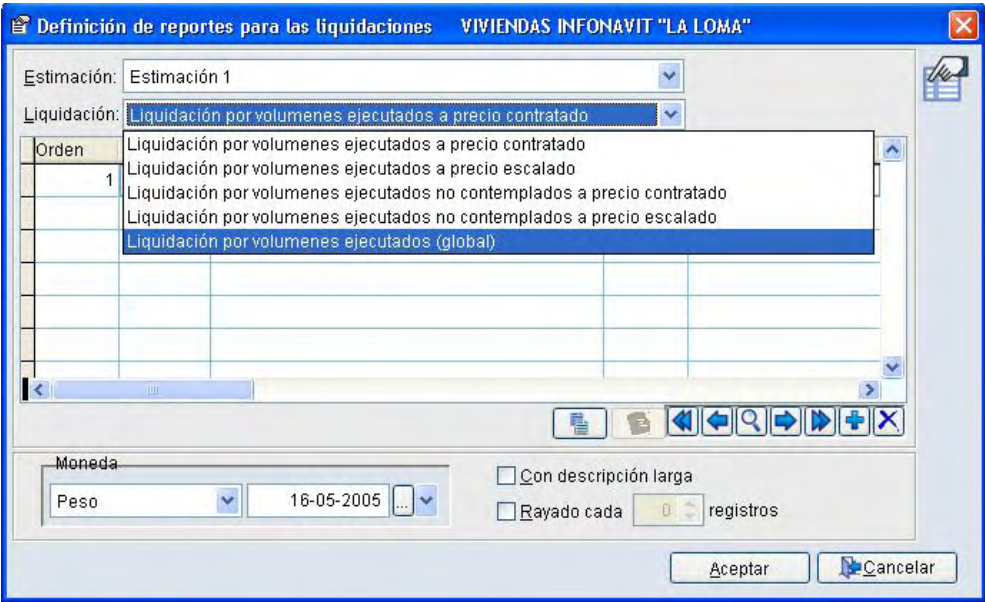 Definición de reportes para las liquidaciones VIVIENDAS INFONAVIT "LA LOMA"
Estimación: Estimación 1
Liquidación: Liquidación por volumenes ejecutados a precio contratado
Orden
Liquidación por volumenes ejecutados a precio contratado
1
Liquidación por volumenes ejecutados a precio escalado
Liquidación por volumenes ejecutados no contemplados a precio contratado
Liquidación por volumenes ejecutados no contemplados a precio escalado
Liquidación por volumenes ejecutados (global)
Moneda
Peso 16-05-2005 ...
Con descripción larga
Rayado cada 0 registros
Aceptar Cancelar